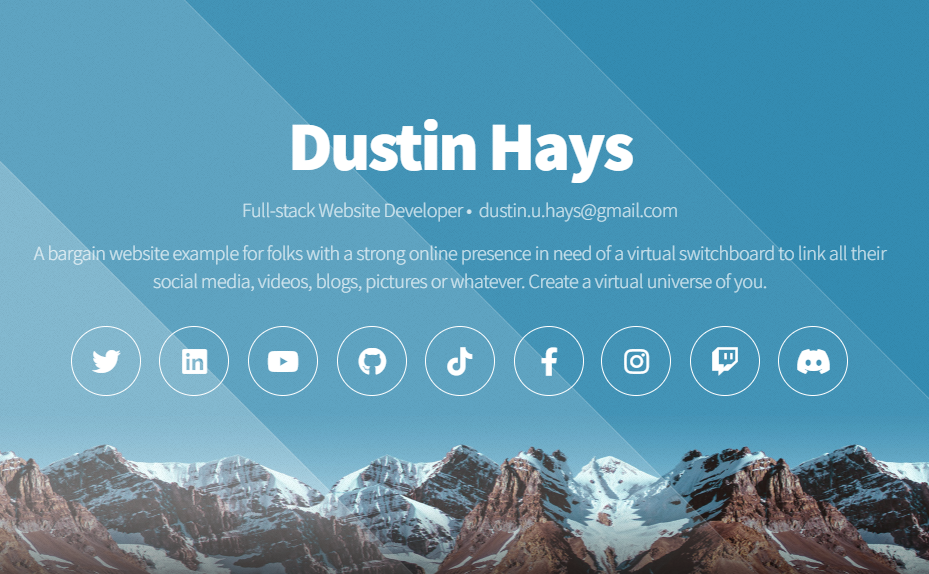 Dustin Hays
Full-stack Website Developer • dustin.u.hays@gmail.com
A bargain website example for folks with a strong online presence in need of a virtual switchboard to link all their
social media, videos, blogs, pictures or whatever. Create a virtual universe of you.